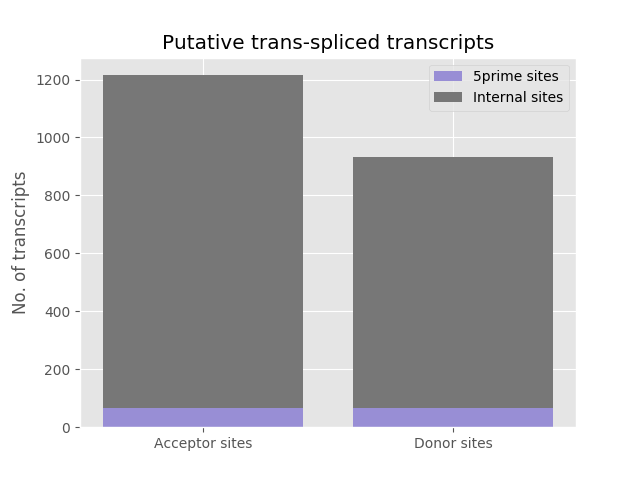 Putative trans-spliced transcripts
5prime sites
Internal sites
No. of transcripts
1200
1000
800
600
400
200
0
Acceptor sites
Donor sites